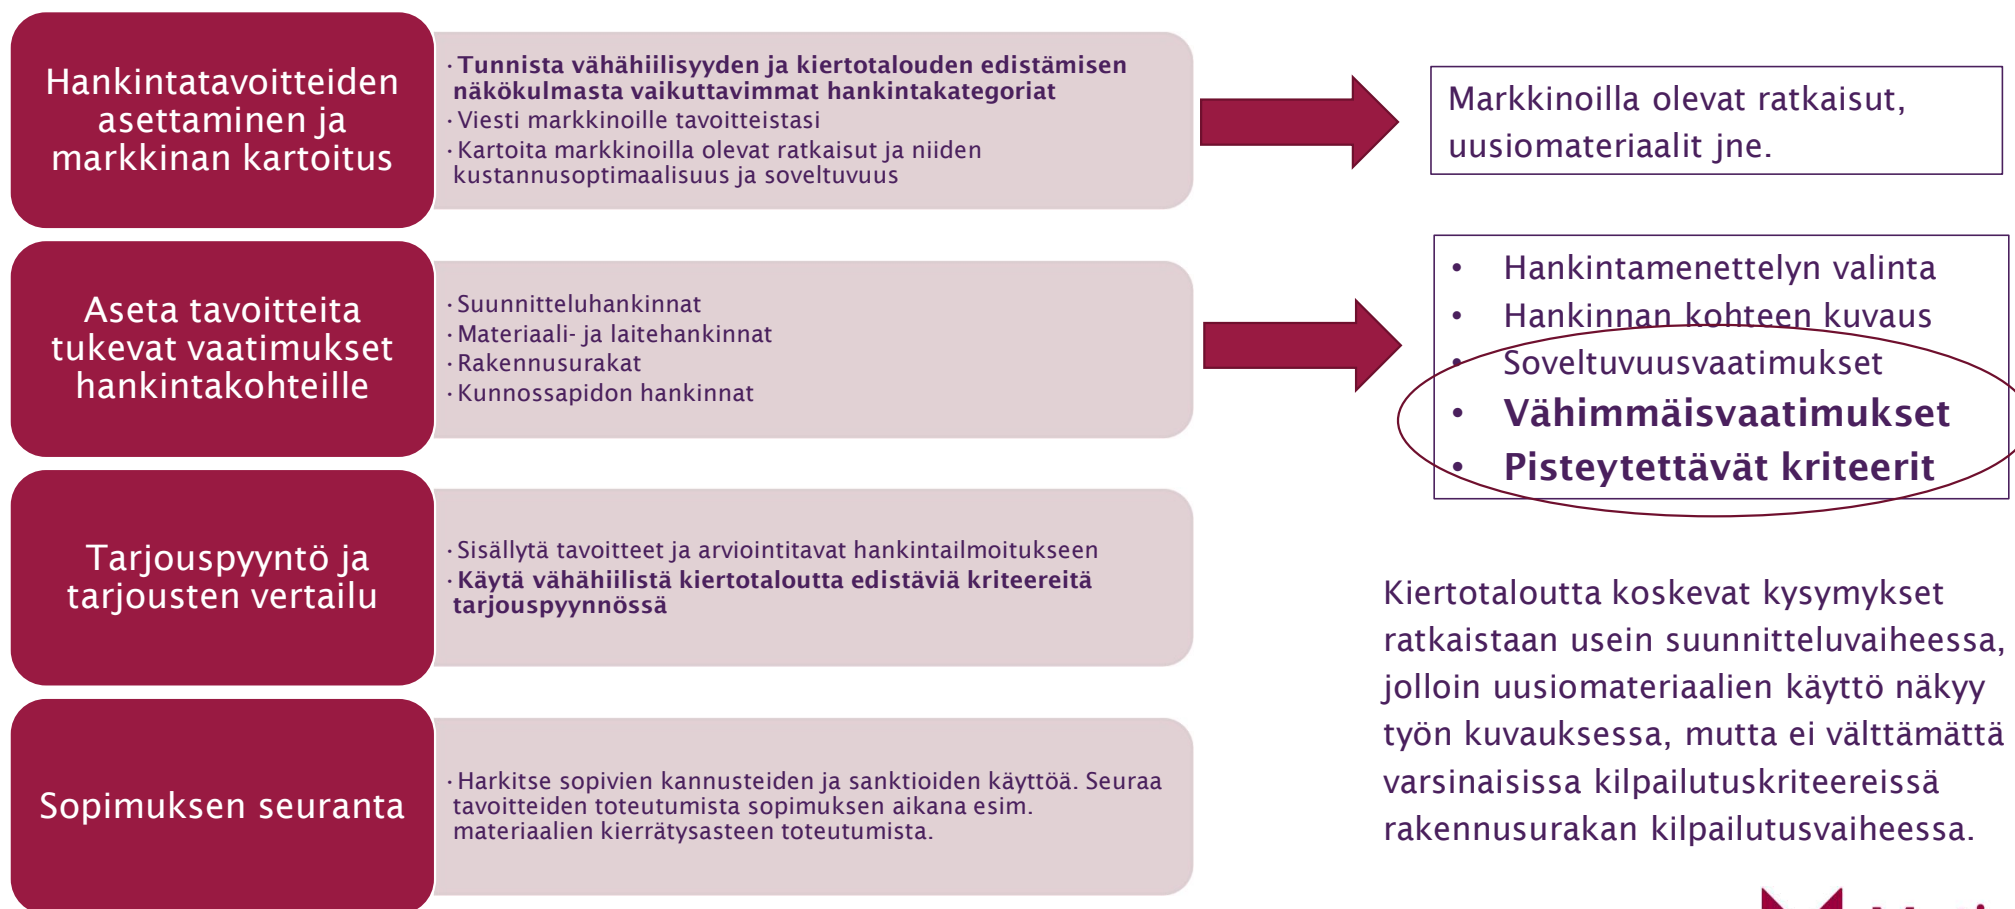 Hankintatavoitteiden
asettaminen ja
markkinan kartoitus
· Tunnista vähähiilisyyden ja kiertotalouden edistämisen
näkökulmasta vaikuttavimmat hankintakategoriat
· Viesti markkinoille tavoitteistasi
· Kartoita markkinoilla olevat ratkaisut ja niiden
kustannusoptimaalisuus ja soveltuvuus
Markkinoilla olevat ratkaisut,
uusiomateriaalit jne.
Aseta tavoitteita
tukevat vaatimukset
hankintakohteille
· Suunnitteluhankinnat
· Materiaali- ja laitehankinnat
· Rakennusurakat
· Kunnossapidon hankinnat
• Hankintamenettelyn valinta
• Hankinnan kohteen kuvaus
• Soveltuvuusvaatimukset
• Vähimmäisvaatimukset
• Pisteytettävät kriteerit
Tarjouspyyntö ja
tarjousten vertailu
· Sisällytä tavoitteet ja arviointitavat hankintailmoitukseen
· Käytä vähähiilistä kiertotaloutta edistäviä kriteereitä
tarjouspyynnössä
Kiertotaloutta koskevat kysymykset
ratkaistaan usein suunnitteluvaiheessa,
jolloin uusiomateriaalien käyttö näkyy
työn kuvauksessa, mutta ei välttämättä
varsinaisissa kilpailutuskriteereissä
rakennusurakan kilpailutusvaiheessa.
Sopimuksen seuranta
· Harkitse sopivien kannusteiden ja sanktioiden käyttöä. Seuraa
tavoitteiden toteutumista sopimuksen aikana esim.
materiaalien kierrätysasteen toteutumista.